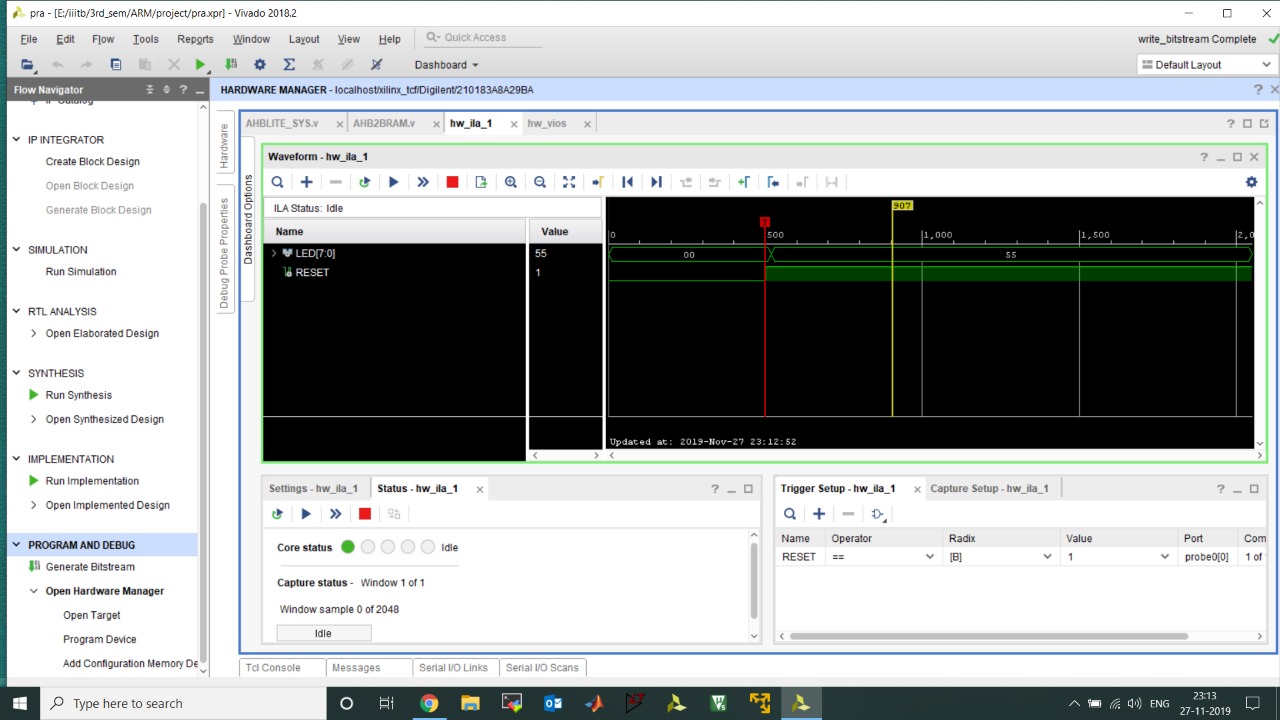 pra - [E:/iiitb/3rd_sem/ARM/project/pra.xpr] - Vivado 2018.2
File Edit Flow Tools Reports Window Layout View Help Quick Access
write_bitstream Complete
Dashboard
Default Layout
Flow Navigator
HARDWARE MANAGER - localhost/xilinx_tcf/Digilent/210183A8A29BA
IP Catalog
IP INTEGRATOR
Create Block Design
Open Block Design
Generate Block Design
SIMULATION
Run Simulation
RTL ANALYSIS
Open Elaborated Design
SYNTHESIS
Run Synthesis
Open Synthesized Design
IMPLEMENTATION
Run Implementation
Open Implemented Design
PROGRAM AND DEBUG
Generate Bitstream
Open Hardware Manager
Open Target
Program Device
Add Configuration Memory De
Hardware
Debug Probe Properties
Dashboard Options
AHBLITE_SYS.v AHB2BRAM.v hw_ila_1 hw_vios
Waveform - hw_ila_1
ILA Status: Idle
Name Value
LED[7:0] 55
RESET 1
907
0 500 1,000 1,500 2,0
00 55
Updated at: 2019-Nov-27 23:12:52
Settings - hw_ila_1 Status - hw_ila_1
Core status Idle
Capture status - Window 1 of 1
Window sample 0 of 2048
Idle
Trigger Setup - hw_ila_1 Capture Setup - hw_ila_1
Name Operator Radix Value Port Com
RESET == [B] 1 probe0[0] 1 of
Tcl Console Messages Serial I/O Links Serial I/O Scans
Type here to search
ENG
23:13
27-11-2019